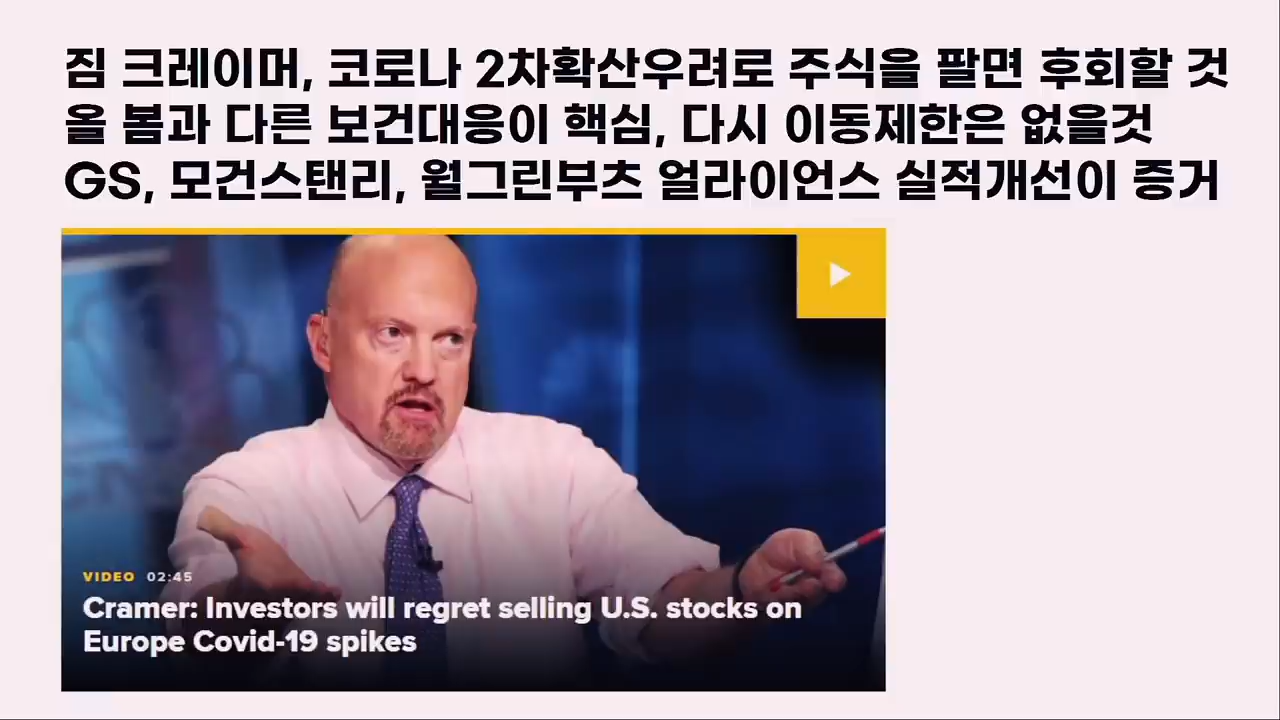 짐 크레이머, 코로나 2차확산우려로 주식을 팔면 후회할 것
올 봄과 다른 보건대응이 핵심, 다시 이동제한은 없을것
GS, 모건스탠리, 월그린부츠 얼라이언스 실적개선이 증거
VIDEO 02:45
Cramer: Investors will regret selling U.S. stocks on
Europe Covid-19 spikes